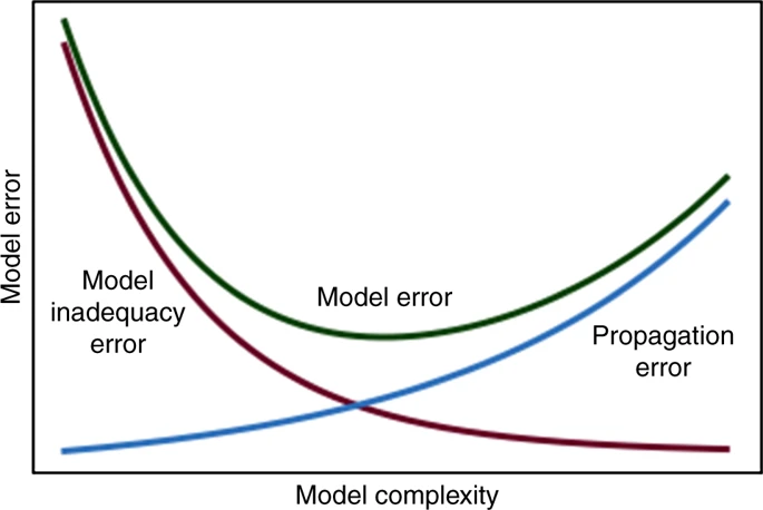 Model error
Model
inadequacy
error
Model error
Propagation
error
Model complexity